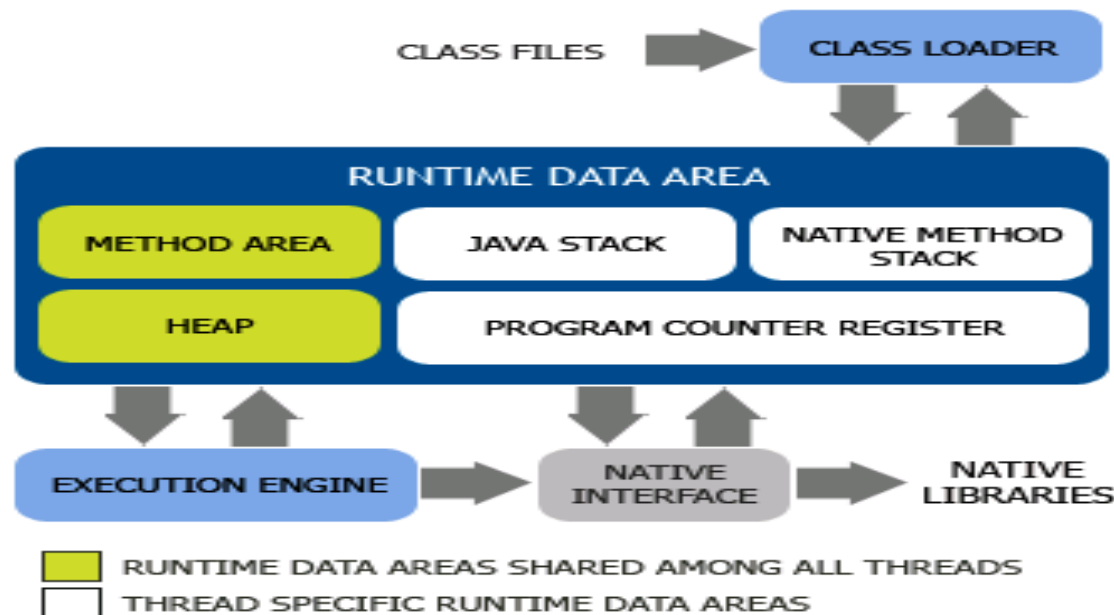 CLASS FILES
CLASS LOADER
RUNTIME DATA AREA
METHOD AREA
JAVA STACK
NATIVE METHOD
STACK
HEAP
PROGRAM COUNTER REGISTER
EXECUTION ENGINE
NATIVE
INTERFACE
NATIVE
LIBRARIES
RUNTIME DATA AREAS SHARED AMONG ALL THREADS
THREAD SPECIFIC RUNTIME DATA AREAS